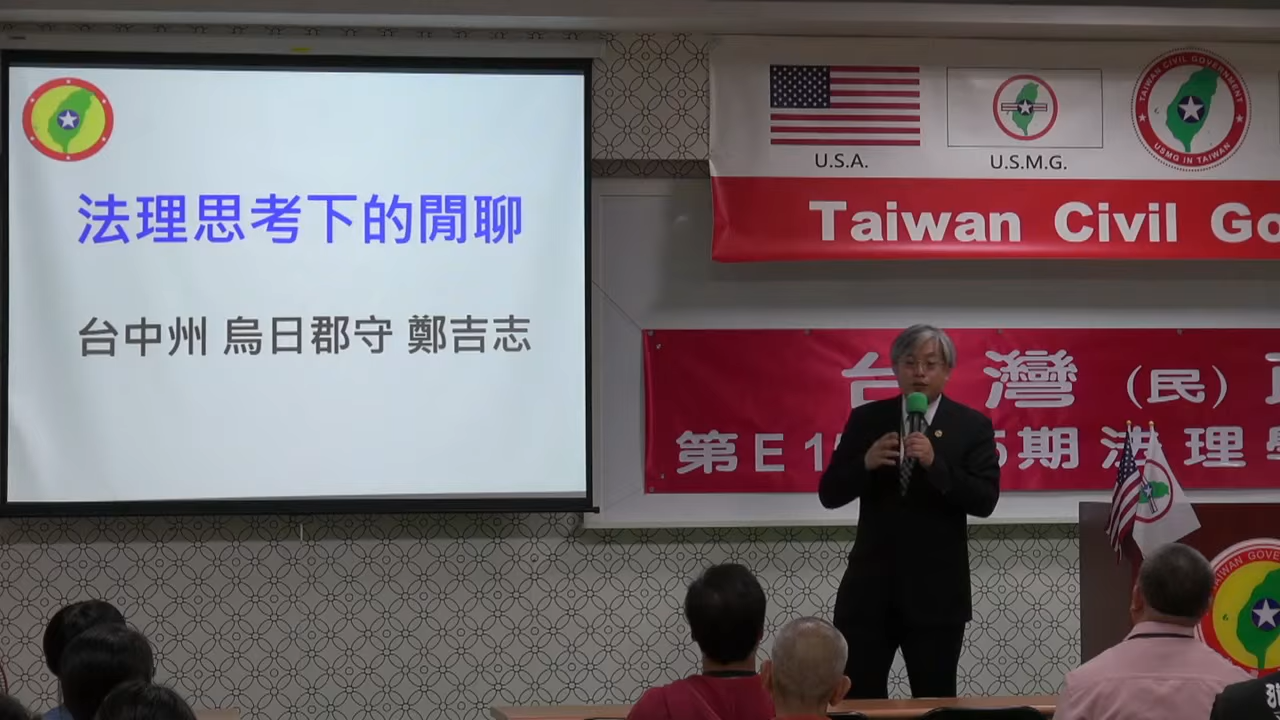 法理思考下的閒聊
台中州 烏日郡守 鄭吉志
U.S.A.
U.S.M.G.
TAIWAN CIVIL GOVERNMENT
USMG IN TAIWAN
Taiwan Civil Go
台灣（民）
第E1 5期 法理學